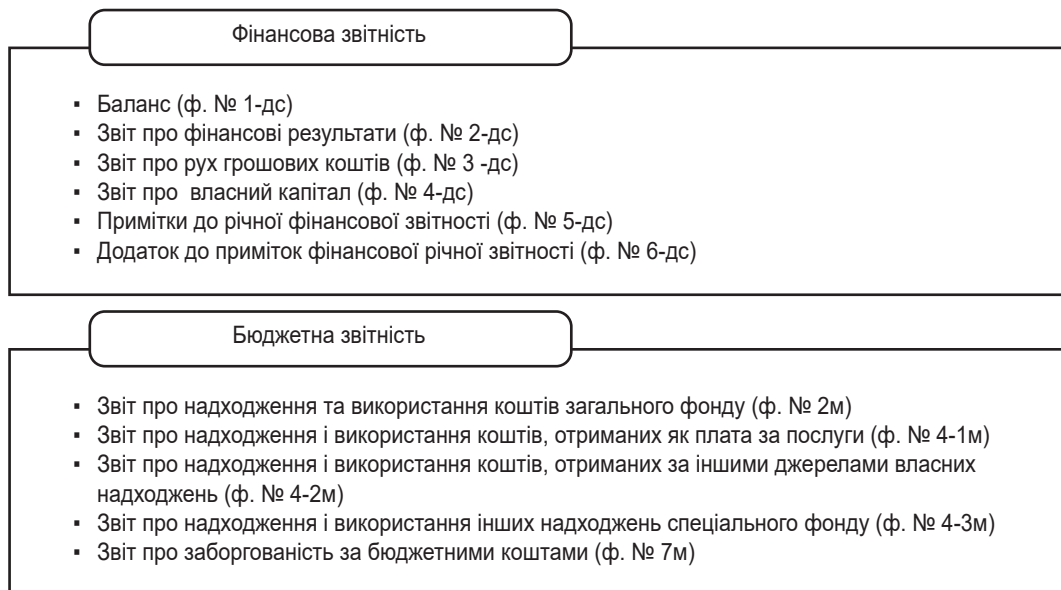 Фінансова звітність
▪ Баланс (ф. № 1-дс)
▪ Звіт про фінансові результати (ф. № 2-дс)
▪ Звіт про рух грошових коштів (ф. № 3 -дс)
▪ Звіт про власний капітал (ф. № 4-дс)
▪ Примітки до річної фінансової звітності (ф. № 5-дс)
▪ Додаток до приміток фінансової річної звітності (ф. № 6-дс)
Бюджетна звітність
▪ Звіт про надходження та використання коштів загального фонду (ф. № 2м)
▪ Звіт про надходження і використання коштів, отриманих як плата за послуги (ф. № 4-1м)
▪ Звіт про надходження і використання коштів, отриманих за іншими джерелами власних
надходжень (ф. № 4-2м)
▪ Звіт про надходження і використання інших надходжень спеціального фонду (ф. № 4-3м)
▪ Звіт про заборгованість за бюджетними коштами (ф. № 7м)